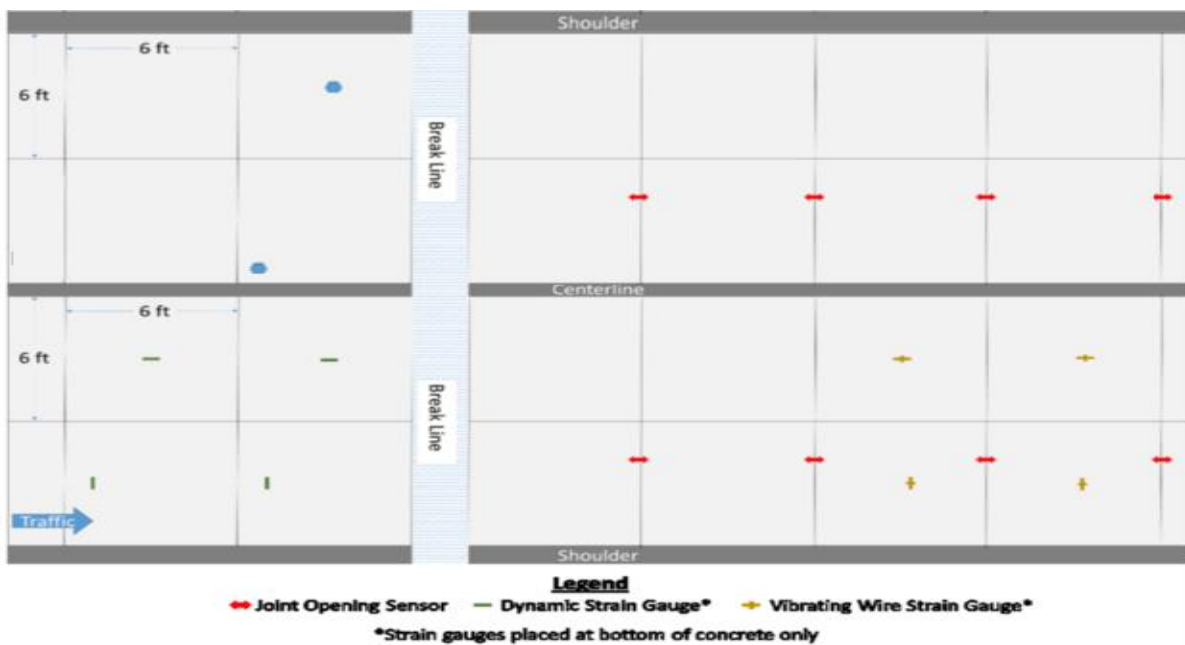 Shoulder
6 ft
6 ft
Break Line
Centerline
6 ft
6 ft
Break Line
Traffic
Shoulder
Legend
Joint Opening Sensor Dynamic Strain Gauge* Vibrating Wire Strain Gauge*
*Strain gauges placed at bottom of concrete only